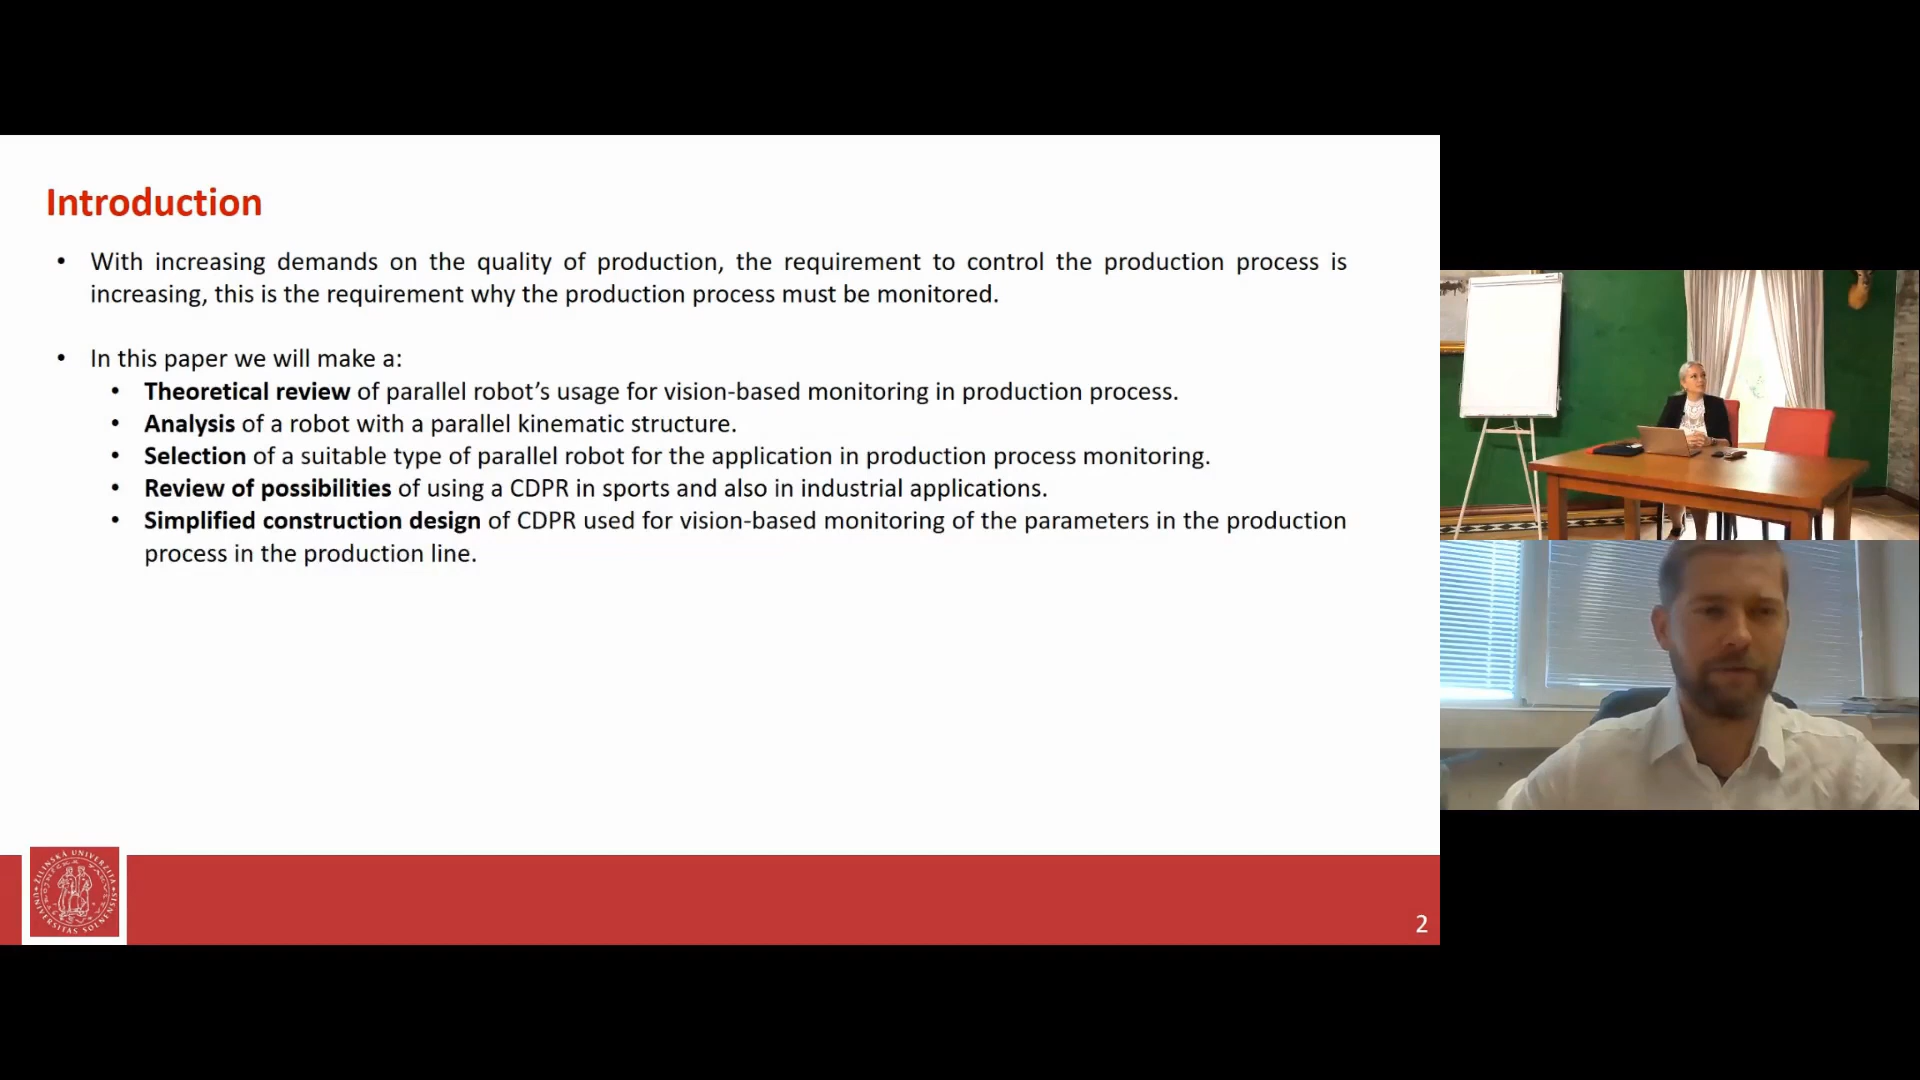 Introduction
• With increasing demands on the quality of production, the requirement to control the production process is
increasing, this is the requirement why the production process must be monitored.
• In this paper we will make a:
• Theoretical review of parallel robot’s usage for vision-based monitoring in production process.
• Analysis of a robot with a parallel kinematic structure.
• Selection of a suitable type of parallel robot for the application in production process monitoring.
• Review of possibilities of using a CDPR in sports and also in industrial applications.
• Simplified construction design of CDPR used for vision-based monitoring of the parameters in the production
process in the production line.
ŽILINSKÁ UNIVERZITA
UNIVERSITAS SOLNENSIS
2